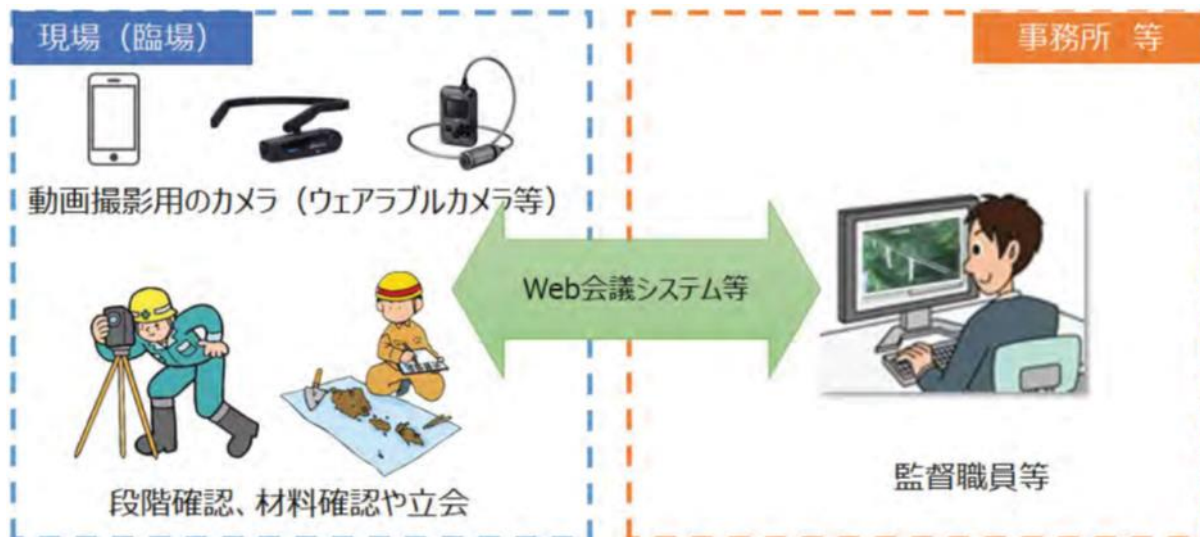 現場（臨場）
事務所 等
動画撮影用のカメラ（ウェアラブルカメラ等）
Web会議システム等
段階確認、材料確認や立会
監督職員等